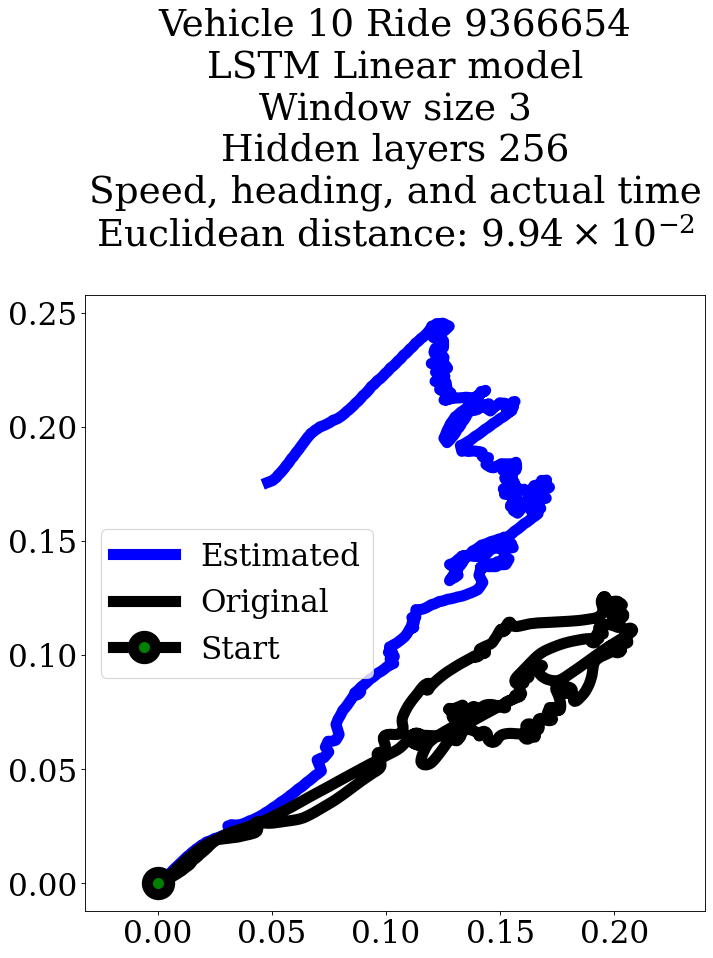 Vehicle 10 Ride 9366654
LSTM Linear model
Window size 3
Hidden layers 256
Speed, heading, and actual time
Euclidean distance: 9.94 × 10⁻²
0.25
0.20
0.15
0.10
0.05
0.00
Estimated
Original
Start
0.00 0.05 0.10 0.15 0.20